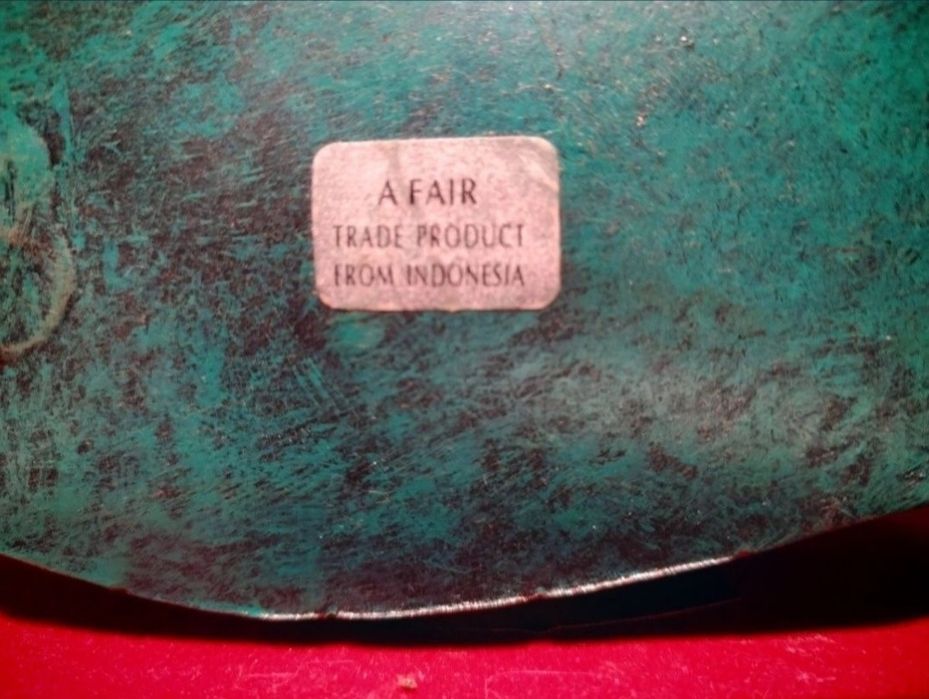 A FAIR
TRADE PRODUCT
FROM INDONESIA